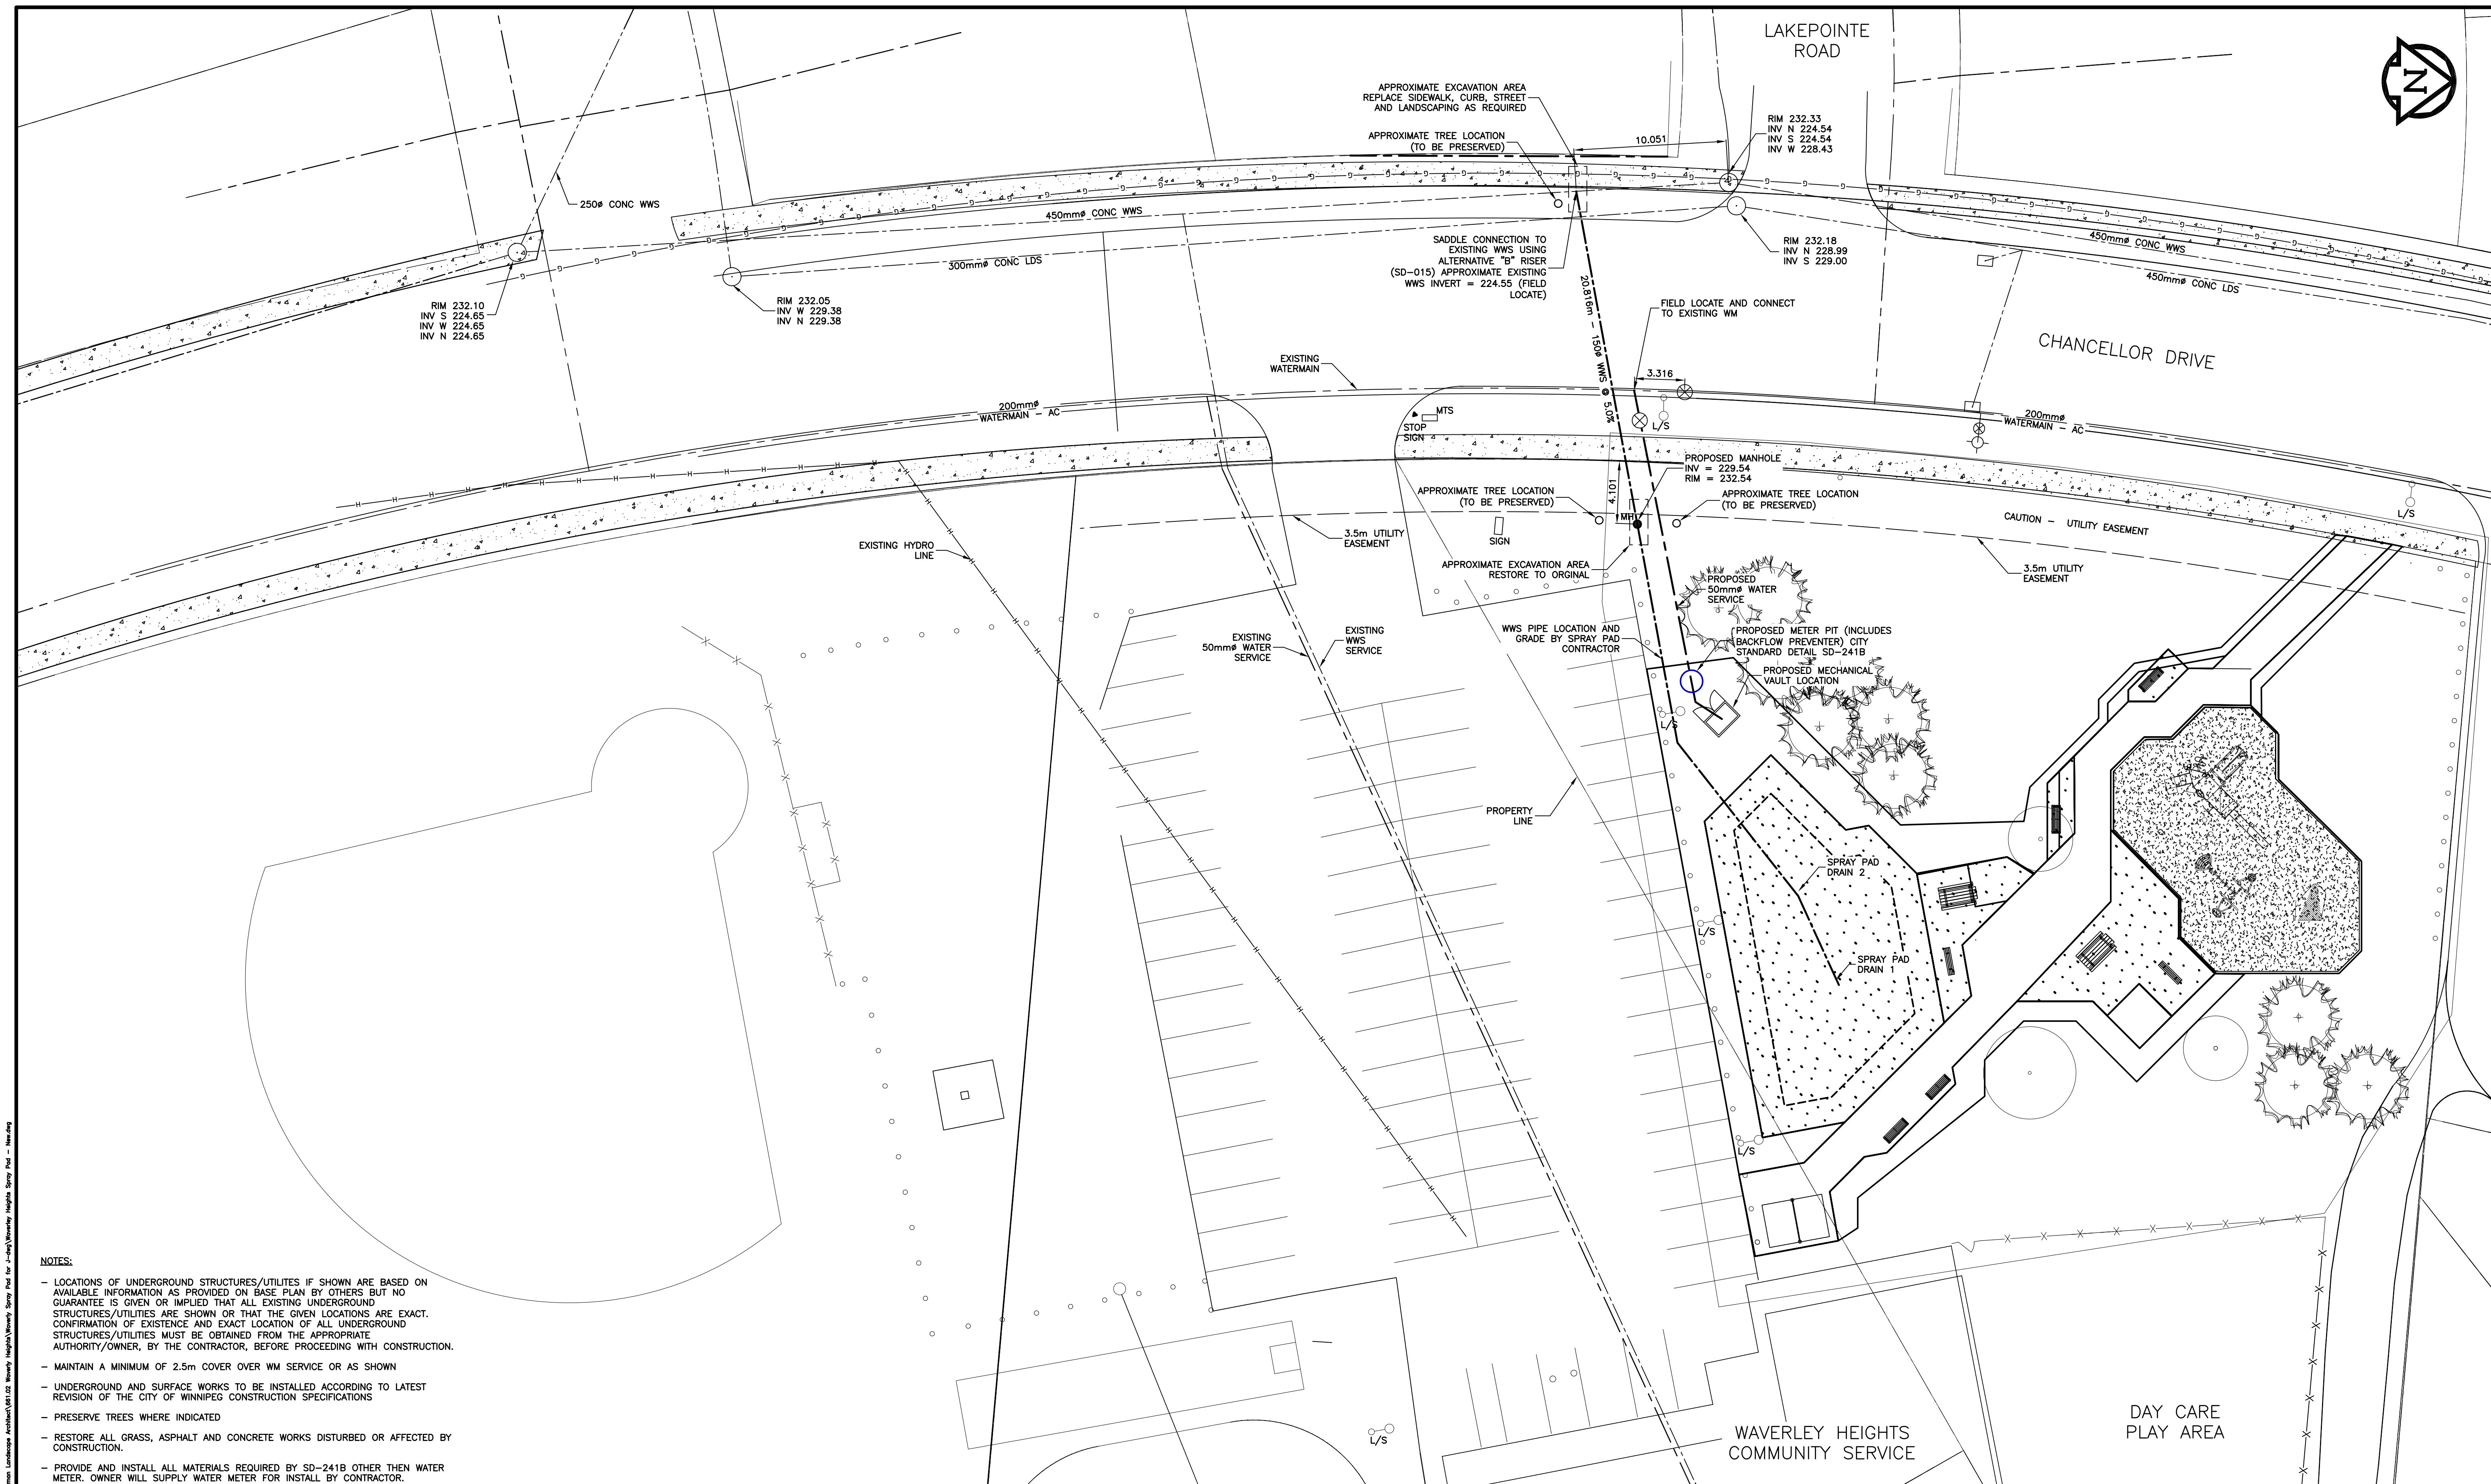 LAKEPOINTE
ROAD
N
APPROXIMATE EXCAVATION AREA
REPLACE SIDEWALK, CURB, STREET
AND LANDSCAPING AS REQUIRED
APPROXIMATE TREE LOCATION
(TO BE PRESERVED)
10.051
RIM 232.33
INV N 224.54
INV S 224.54
INV W 228.43
250ø CONC WWS
450mmø CONC WWS
300mmø CONC LDS
RIM 232.10
INV S 224.65
INV W 224.65
INV N 224.65
RIM 232.05
INV W 229.38
INV N 229.38
SADDLE CONNECTION TO
EXISTING WWS USING
ALTERNATIVE "B" RISER
(SD-015) APPROXIMATE EXISTING
WWS INVERT = 224.55 (FIELD
LOCATE)
RIM 232.18
INV N 228.99
INV S 229.00
450mmø CONC WWS
450mmø CONC LDS
20.816m - 150ø WWS @ 5.0%
FIELD LOCATE AND CONNECT
TO EXISTING WM
CHANCELLOR DRIVE
EXISTING
WATERMAIN
3.316
200mmø
WATERMAIN - AC
MTS
STOP
SIGN
L/S
200mmø
WATERMAIN - AC
PROPOSED MANHOLE
INV = 229.54
RIM = 232.54
4.101
APPROXIMATE TREE LOCATION
(TO BE PRESERVED)
MH
APPROXIMATE TREE LOCATION
(TO BE PRESERVED)
L/S
CAUTION - UTILITY EASEMENT
EXISTING HYDRO
LINE
3.5m UTILITY
EASEMENT
SIGN
APPROXIMATE EXCAVATION AREA
RESTORE TO ORGINAL
3.5m UTILITY
EASEMENT
PROPOSED
50mmø WATER
SERVICE
EXISTING
50mmø WATER
SERVICE
EXISTING
WWS
SERVICE
WWS PIPE LOCATION AND
GRADE BY SPRAY PAD
CONTRACTOR
PROPOSED METER PIT (INCLUDES
BACKFLOW PREVENTER) CITY
STANDARD DETAIL SD-241B
PROPOSED MECHANICAL
VAULT LOCATION
L/S
PROPERTY
LINE
SPRAY PAD
DRAIN 2
L/S
SPRAY PAD
DRAIN 1
L/S
NOTES:
- LOCATIONS OF UNDERGROUND STRUCTURES/UTILITES IF SHOWN ARE BASED ON
AVAILABLE INFORMATION AS PROVIDED ON BASE PLAN BY OTHERS BUT NO
GUARANTEE IS GIVEN OR IMPLIED THAT ALL EXISTING UNDERGROUND
STRUCTURES/UTILITIES ARE SHOWN OR THAT THE GIVEN LOCATIONS ARE EXACT.
CONFIRMATION OF EXISTENCE AND EXACT LOCATION OF ALL UNDERGROUND
STRUCTURES/UTILITIES MUST BE OBTAINED FROM THE APPROPRIATE
AUTHORITY/OWNER, BY THE CONTRACTOR, BEFORE PROCEEDING WITH CONSTRUCTION.
- MAINTAIN A MINIMUM OF 2.5m COVER OVER WM SERVICE OR AS SHOWN
- UNDERGROUND AND SURFACE WORKS TO BE INSTALLED ACCORDING TO LATEST
REVISION OF THE CITY OF WINNIPEG CONSTRUCTION SPECIFICATIONS
- PRESERVE TREES WHERE INDICATED
- RESTORE ALL GRASS, ASPHALT AND CONCRETE WORKS DISTURBED OR AFFECTED BY
CONSTRUCTION.
- PROVIDE AND INSTALL ALL MATERIALS REQUIRED BY SD-241B OTHER THEN WATER
METER. OWNER WILL SUPPLY WATER METER FOR INSTALL BY CONTRACTOR.
L/S
WAVERLEY HEIGHTS
COMMUNITY SERVICE
DAY CARE
PLAY AREA
Landscape Architect\661.02 Waverly Heights\Waverly Spray Pad for J-dwg\Waverley Heights Spray Pad - New.dwg